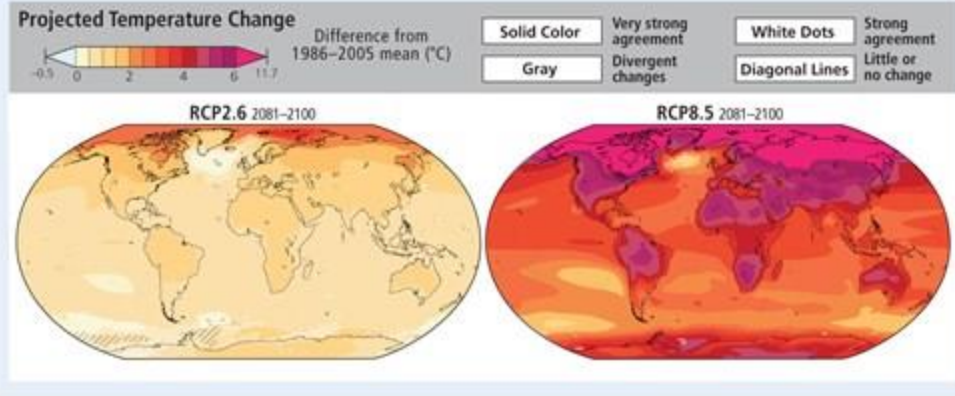 Projected Temperature Change
Difference from
1986–2005 mean (°C)
-0.5 0 2 4 6 11.7
Solid Color
Very strong
agreement
White Dots
Strong
agreement
Gray
Divergent
changes
Diagonal Lines
Little or
no change
RCP2.6 2081–2100
RCP8.5 2081–2100